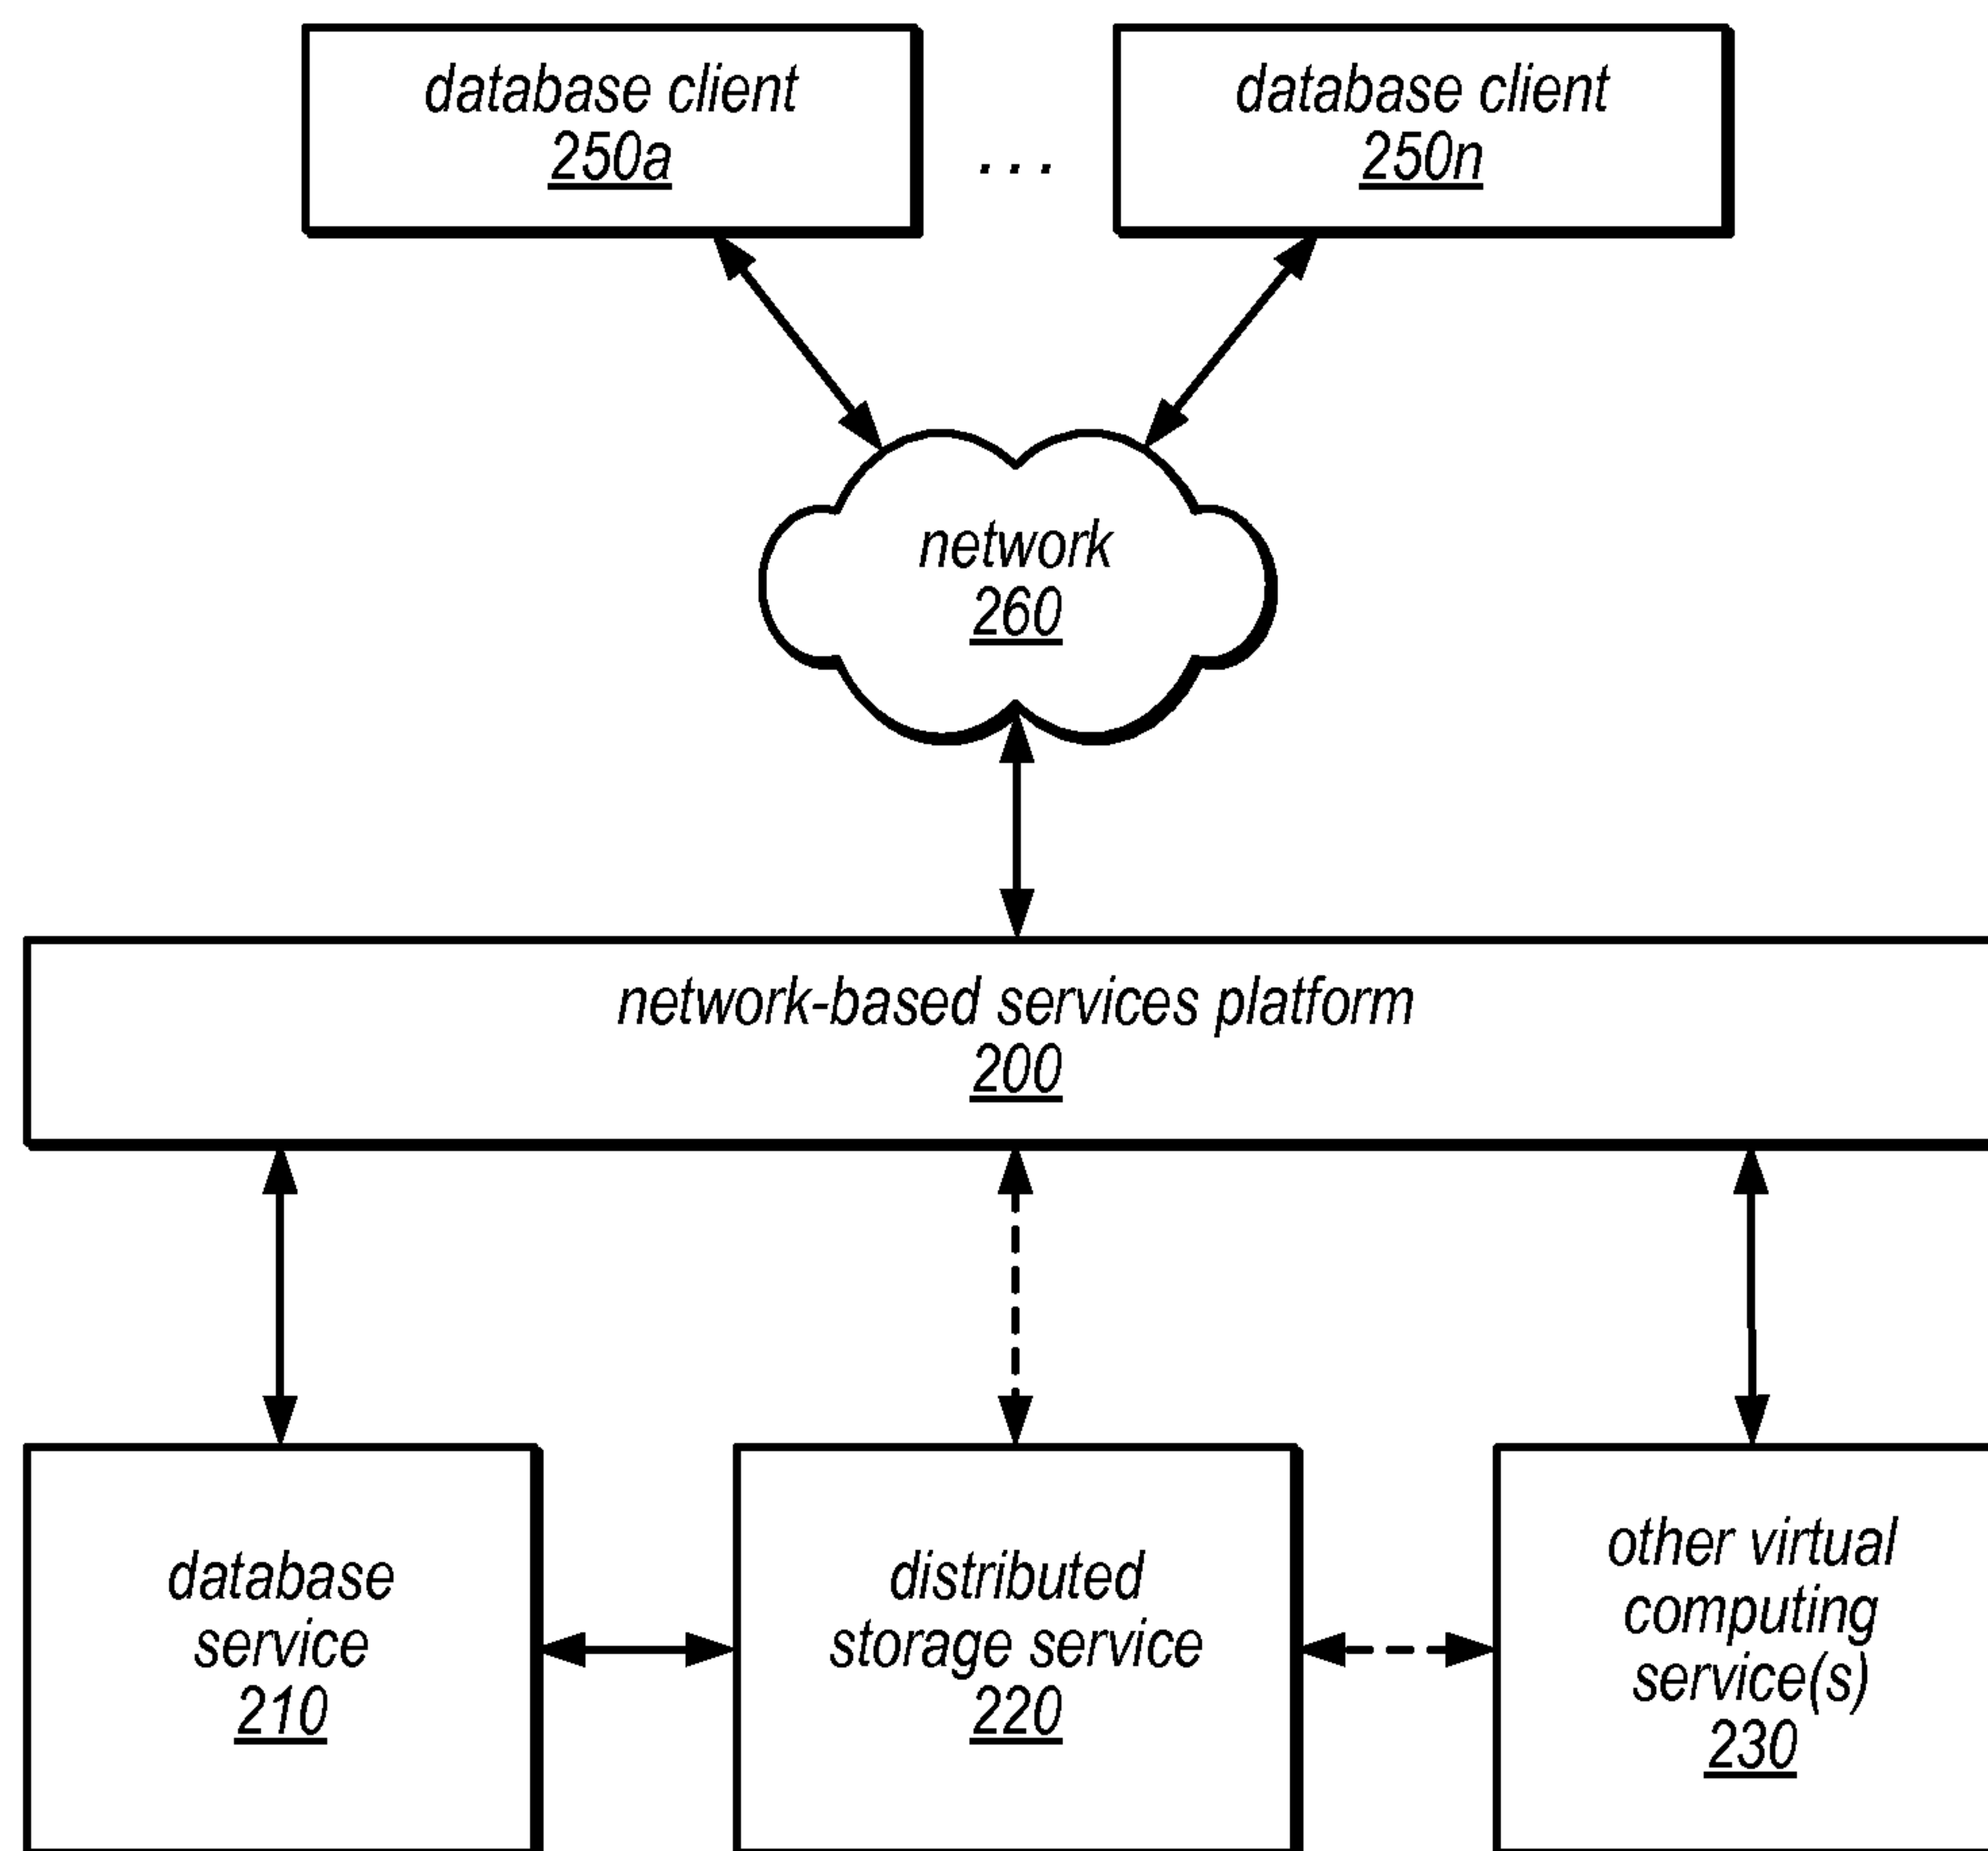 database client
250a
. . .
database client
250n
network
260
network-based services platform
200
database
service
210
distributed
storage service
220
other virtual
computing
service(s)
230